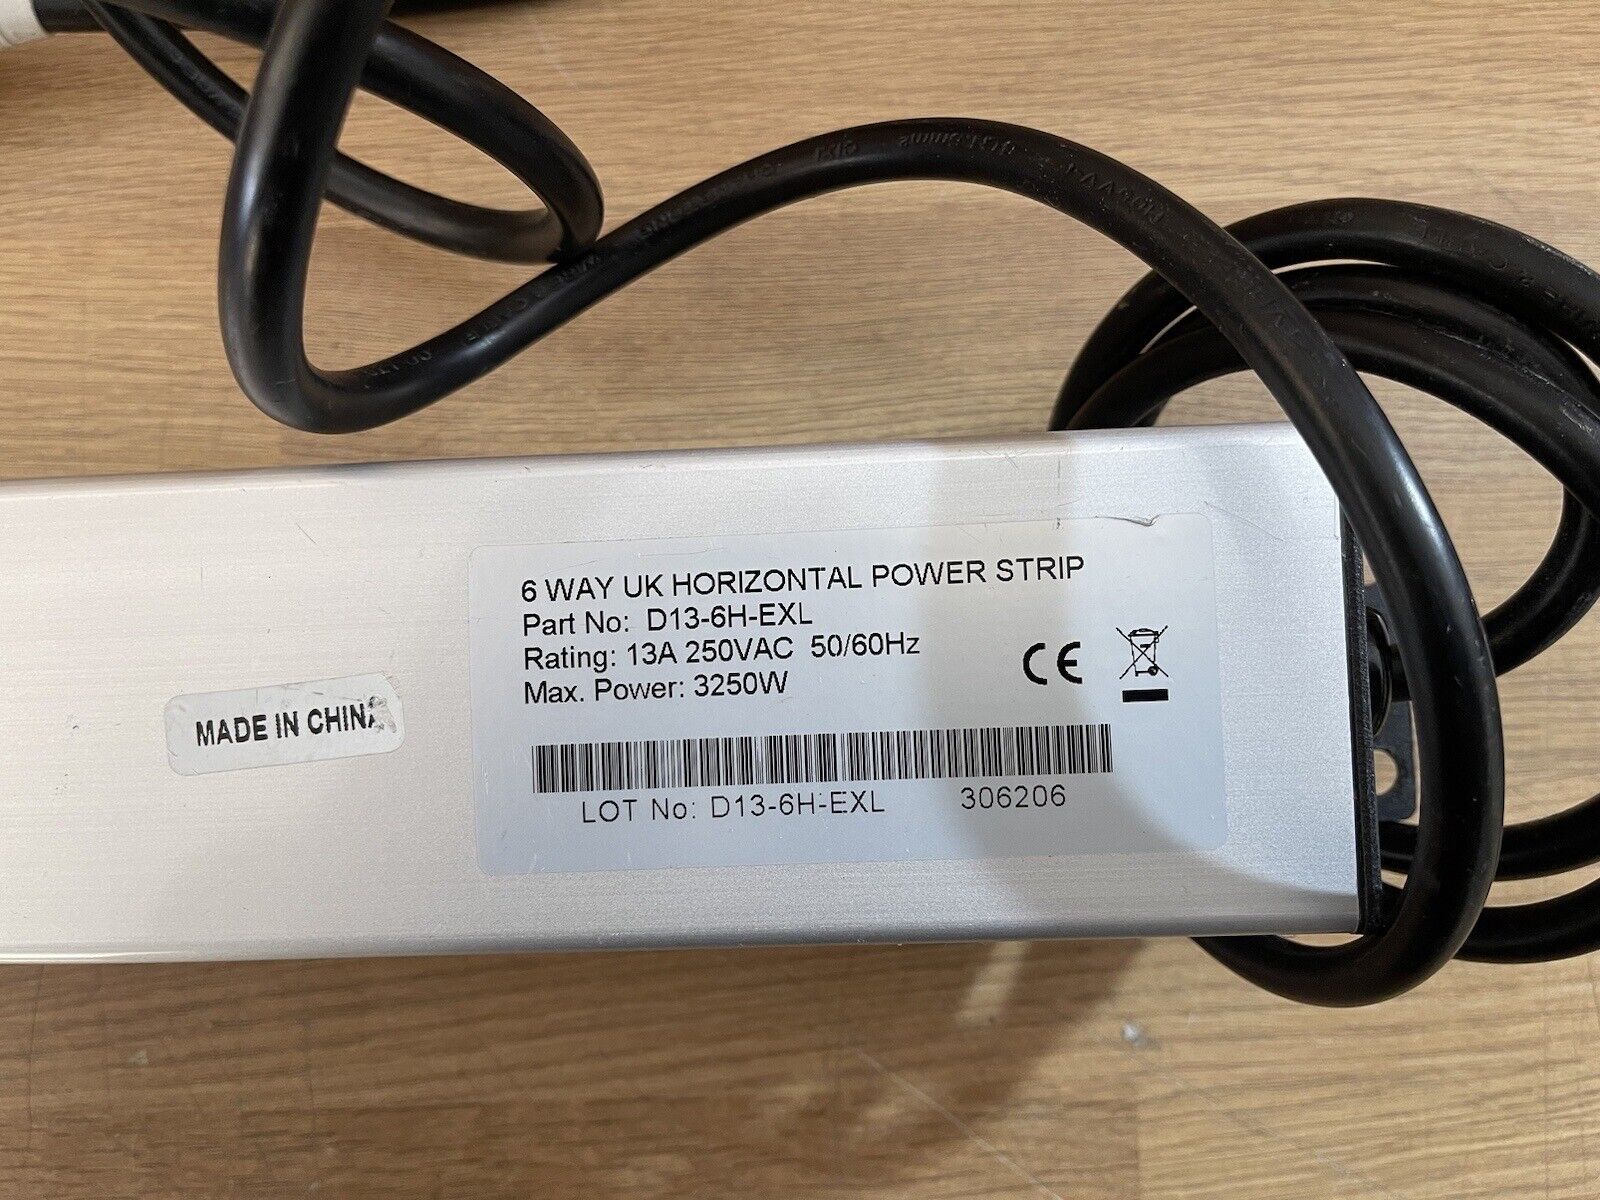 6 WAY UK HORIZONTAL POWER STRIP
Part No: D13-6H-EXL
Rating: 13A 250VAC 50/60Hz
Max. Power: 3250W
CE
MADE IN CHINA
LOT No: D13-6H-EXL 306206